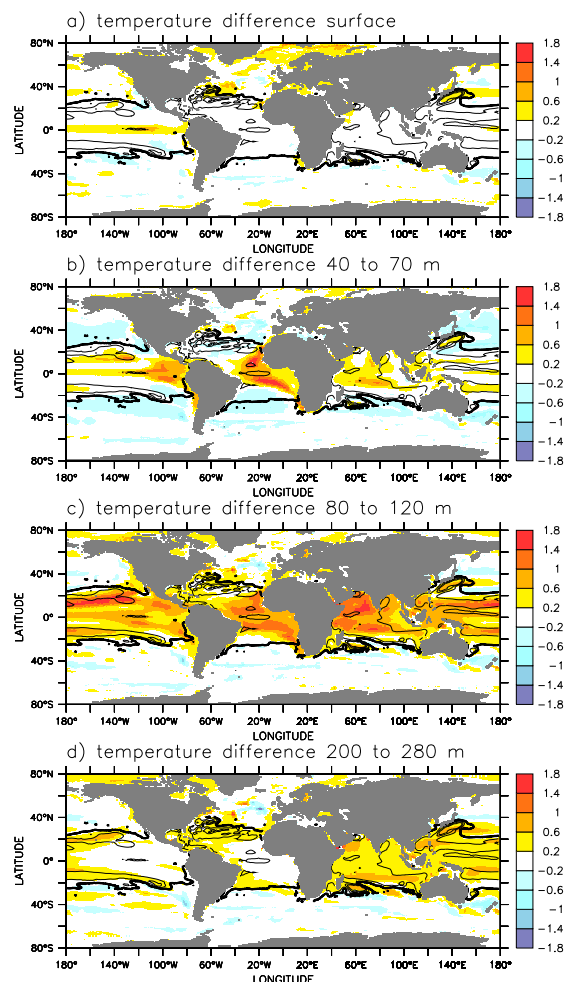 a) temperature difference surface
80°N
40°N
0°
40°S
80°S
LATITUDE
180°
140°W
100°W
60°W
20°W
20°E
60°E
100°E
140°E
180°
LONGITUDE
1.8
1.4
1
0.6
0.2
−0.2
−0.6
−1
−1.4
−1.8
b) temperature difference 40 to 70 m
80°N
40°N
0°
40°S
80°S
LATITUDE
180°
140°W
100°W
60°W
20°W
20°E
60°E
100°E
140°E
180°
LONGITUDE
1.8
1.4
1
0.6
0.2
−0.2
−0.6
−1
−1.4
−1.8
c) temperature difference 80 to 120 m
80°N
40°N
0°
40°S
80°S
LATITUDE
180°
140°W
100°W
60°W
20°W
20°E
60°E
100°E
140°E
180°
LONGITUDE
1.8
1.4
1
0.6
0.2
−0.2
−0.6
−1
−1.4
−1.8
d) temperature difference 200 to 280 m
80°N
40°N
0°
40°S
80°S
LATITUDE
180°
140°W
100°W
60°W
20°W
20°E
60°E
100°E
140°E
180°
LONGITUDE
1.8
1.4
1
0.6
0.2
−0.2
−0.6
−1
−1.4
−1.8